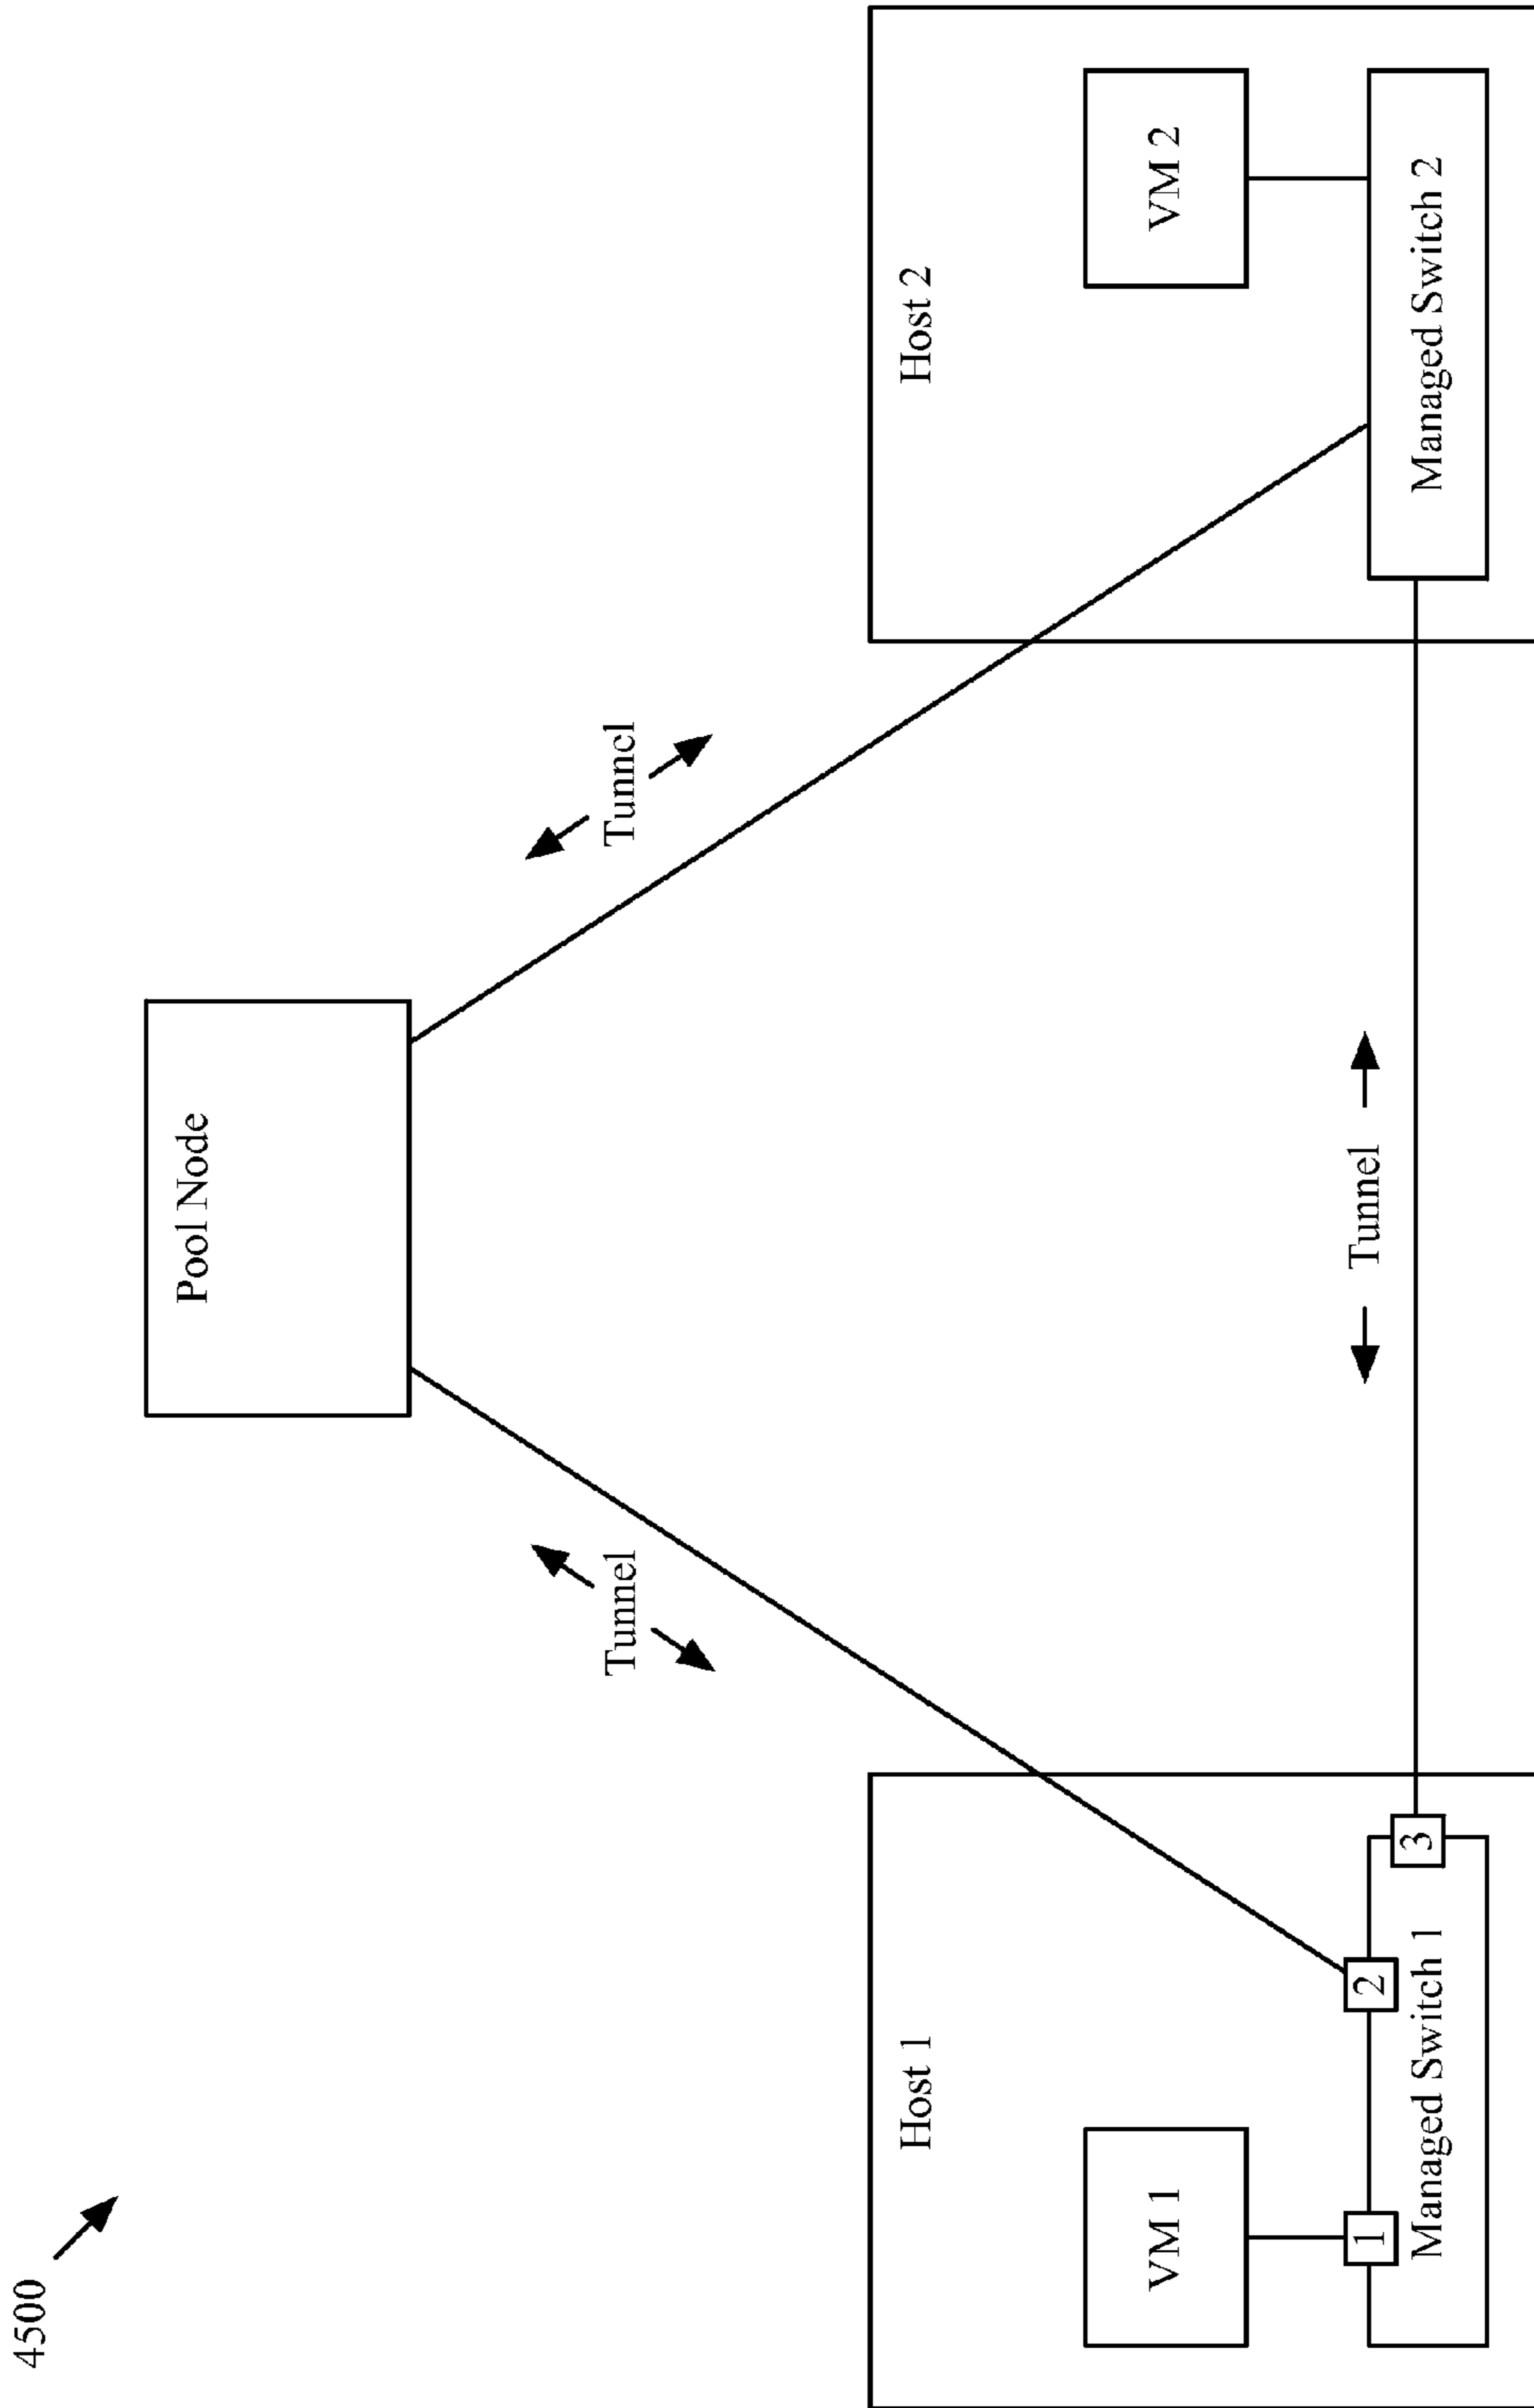 4500
Pool Node
Tunnel
Tunnel
Host 1
Host 2
VM 1
VM 2
Tunnel
1
2
3
Managed Switch 1
Managed Switch 2